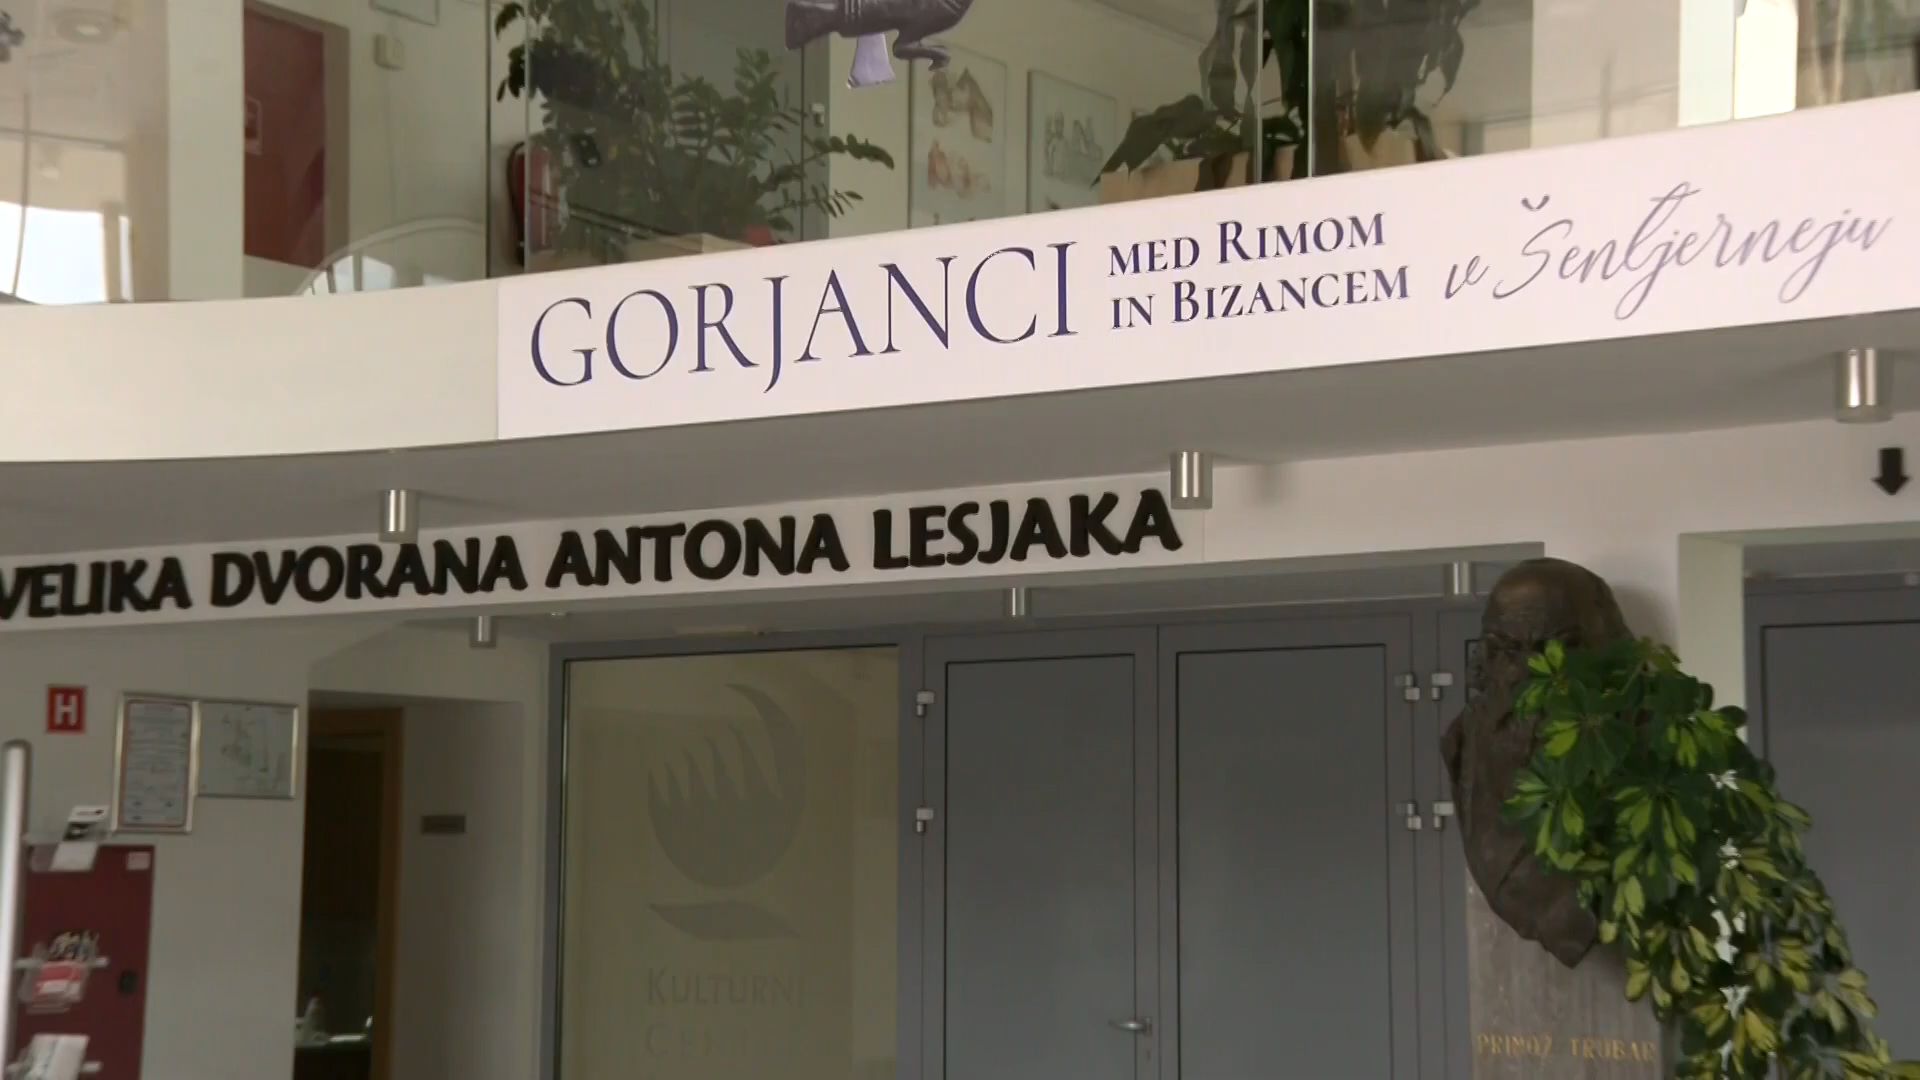 GORJANCI
MED RIMOM
IN BIZANCEM
v Šentjerneju
VELIKA DVORANA ANTONA LESJAKA
H
KULTURNI
PRIMOŽ TRUBAR